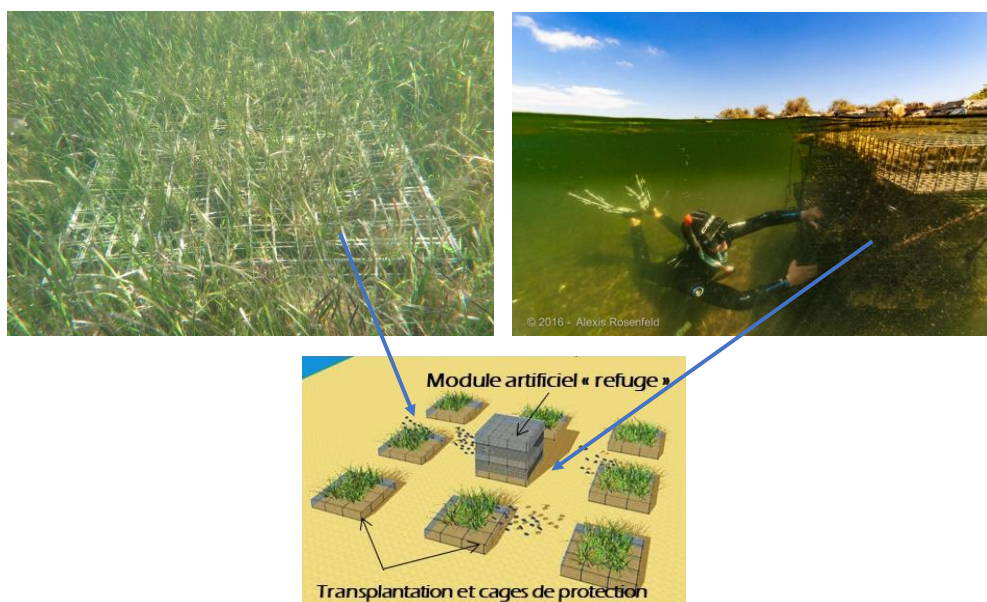 © 2016 - Alexis Rosenfeld
Module artificiel « refuge »
Transplantation et cages de protection